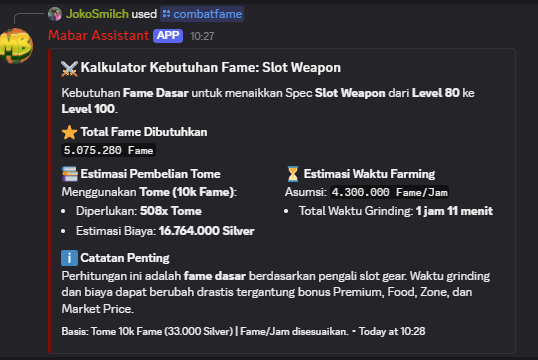 JokoSmilch used combatfame
MB
Mabar Assistant APP 10:27
Kalkulator Kebutuhan Fame: Slot Weapon
Kebutuhan Fame Dasar untuk menaikkan Spec Slot Weapon dari Level 80 ke
Level 100.
Total Fame Dibutuhkan
5.075.280 Fame
Estimasi Pembelian Tome
Menggunakan Tome (10k Fame):
• Diperlukan: 508x Tome
• Estimasi Biaya: 16.764.000 Silver
Estimasi Waktu Farming
Asumsi: 4.300.000 Fame/Jam
• Total Waktu Grinding: 1 jam 11 menit
Catatan Penting
Perhitungan ini adalah fame dasar berdasarkan pengali slot gear. Waktu grinding
dan biaya dapat berubah drastis tergantung bonus Premium, Food, Zone, dan
Market Price.
Basis: Tome 10k Fame (33.000 Silver) | Fame/Jam disesuaikan. • Today at 10:28